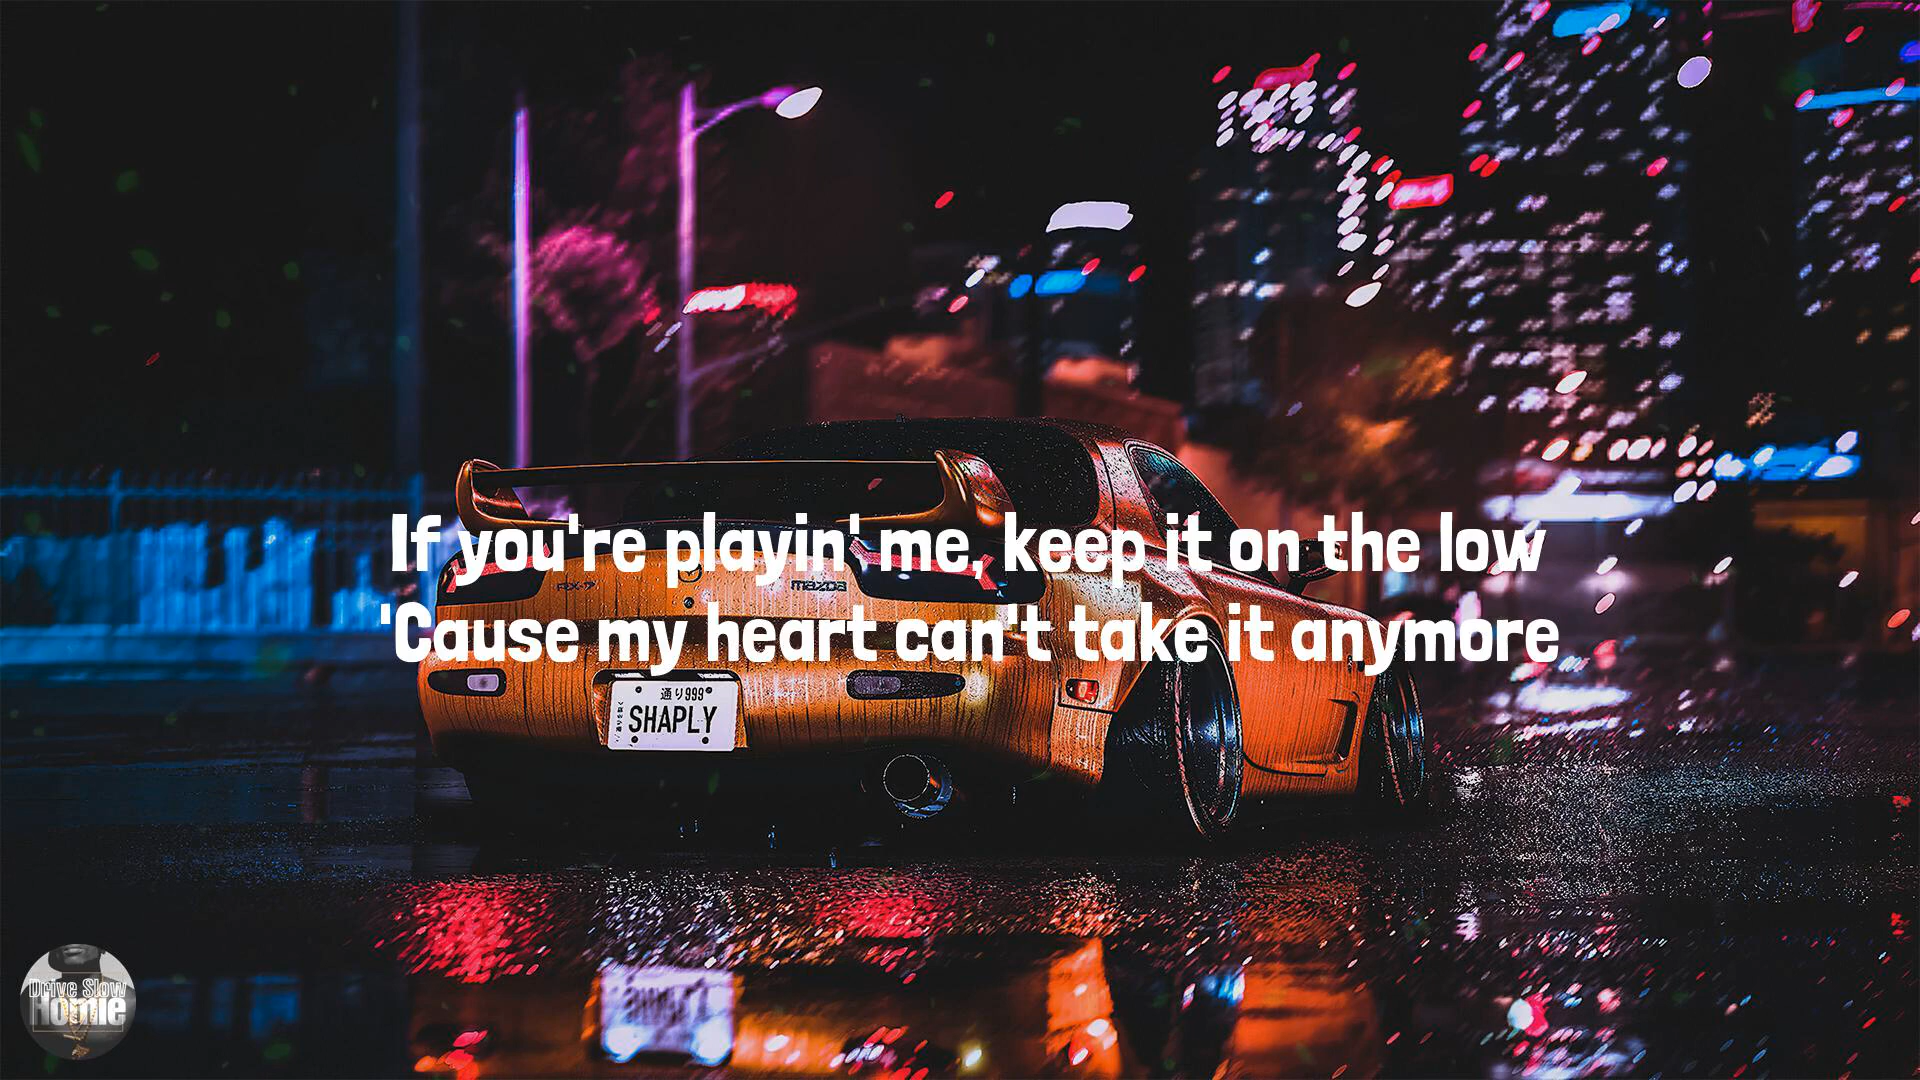 If you're playin' me, keep it on the low
'Cause my heart can't take it anymore
RX-7
mazda
通り999
SHAPLY
Drive Slow
Homie